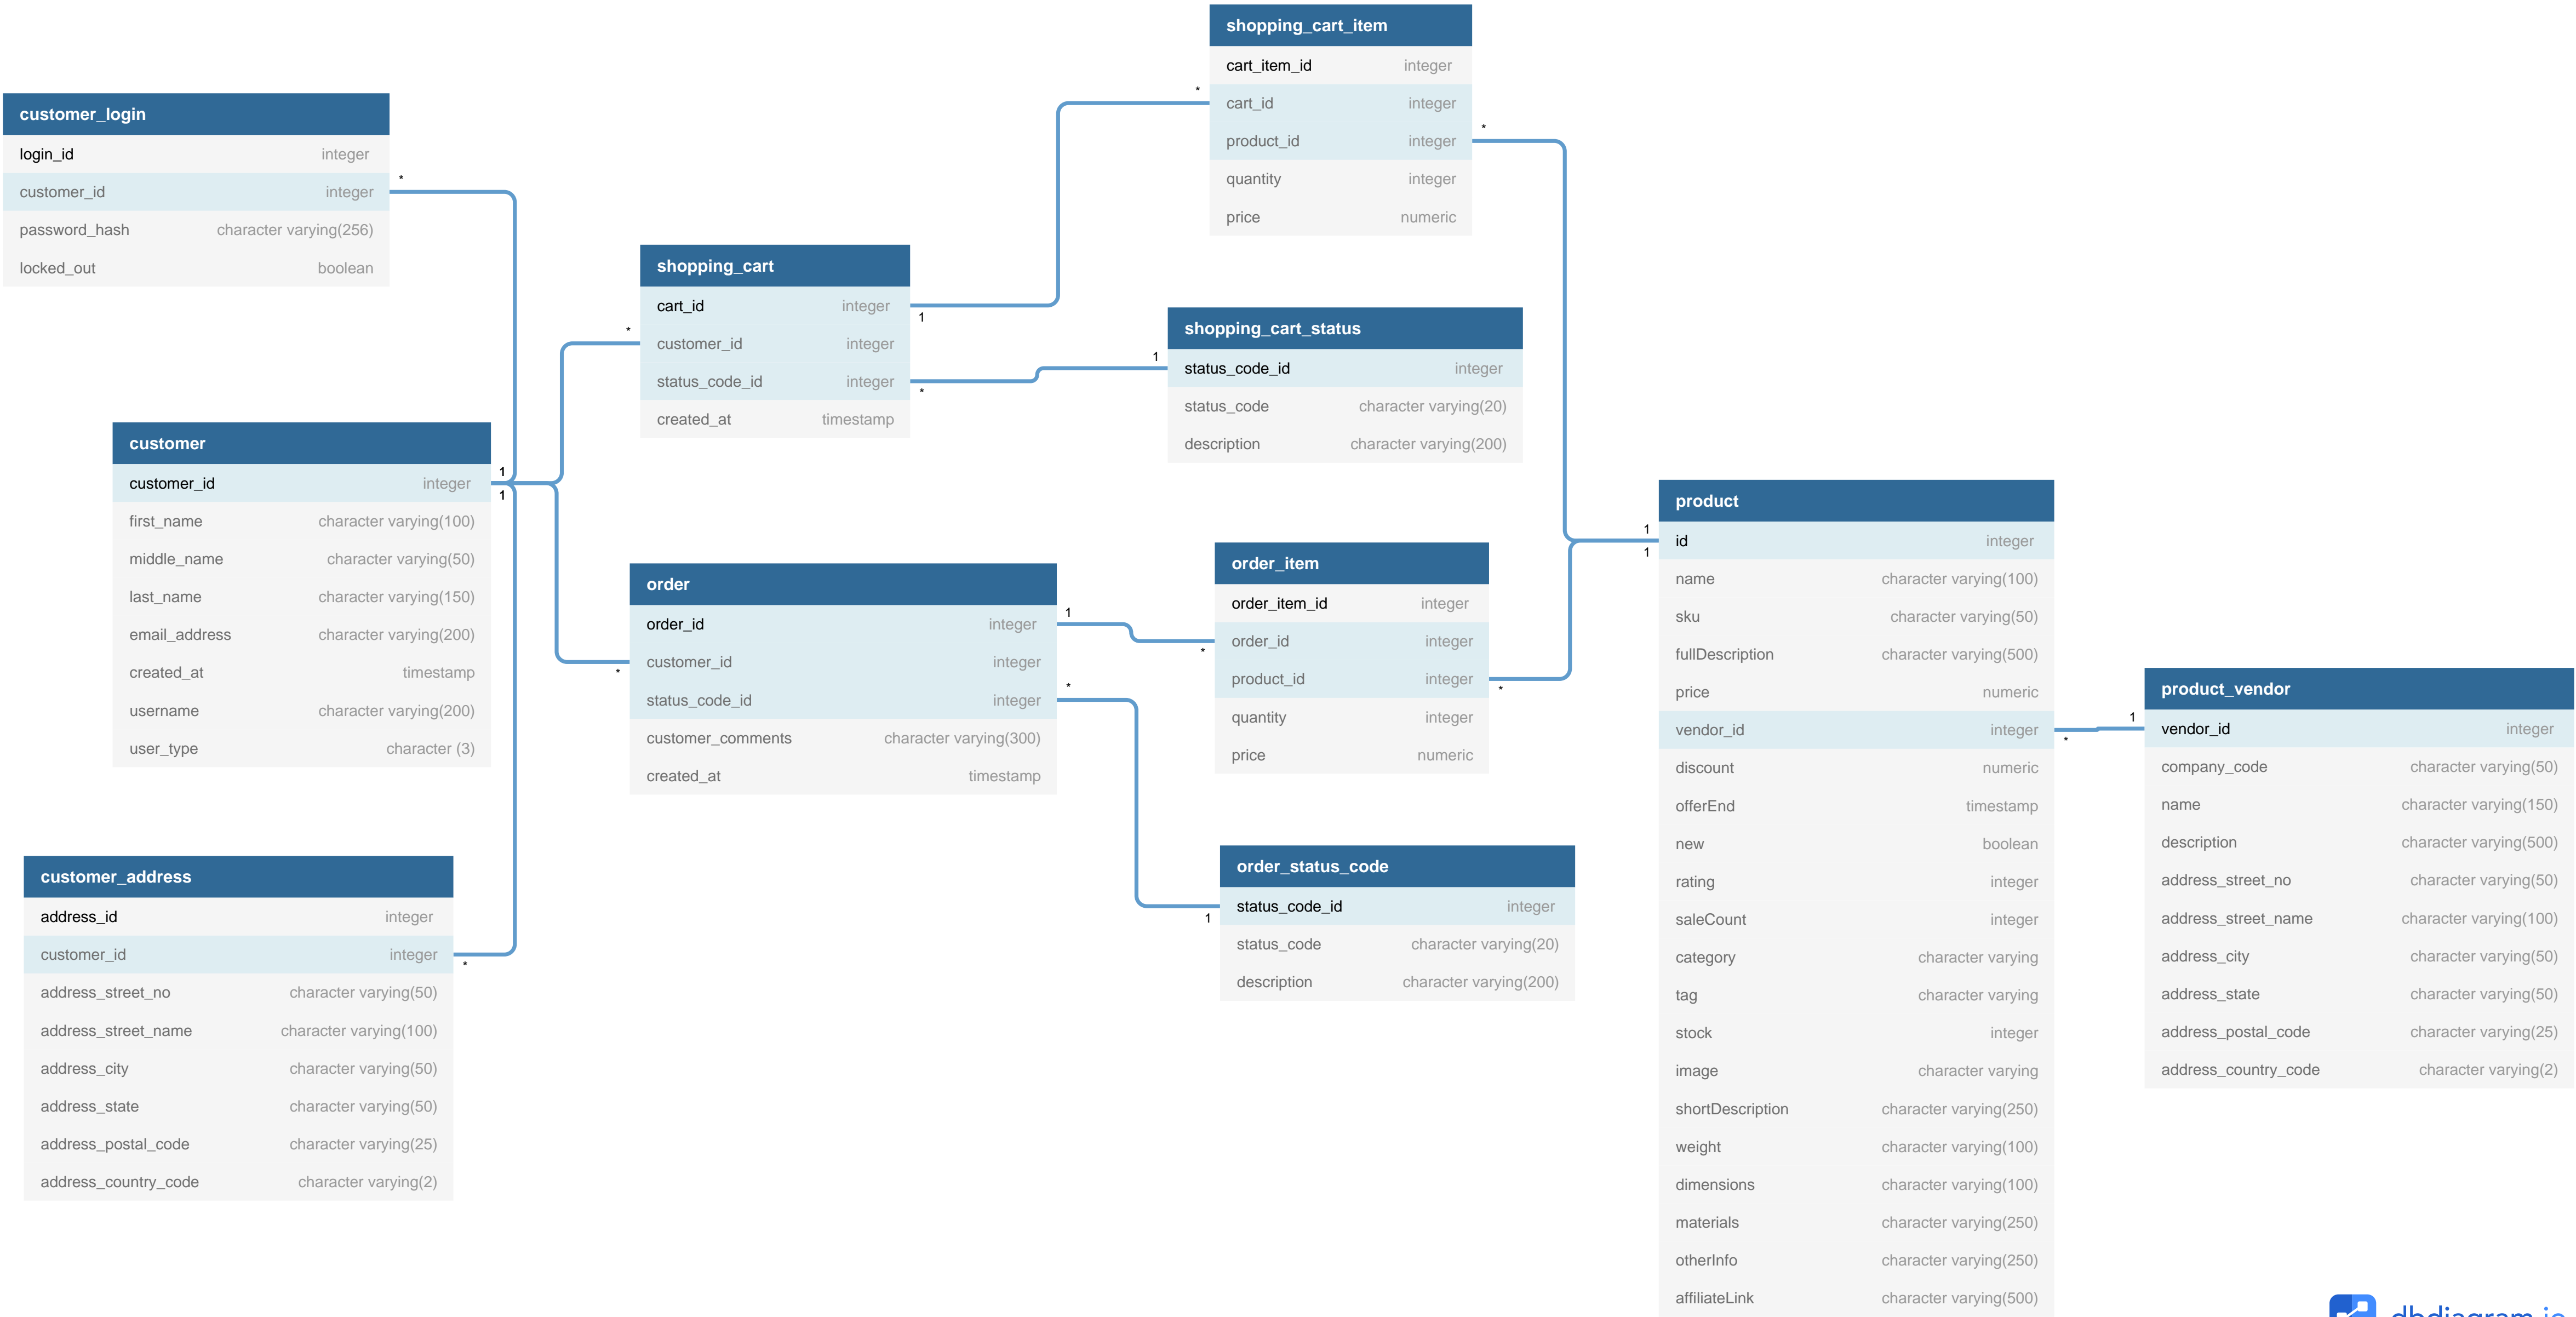 shopping_cart_item
cart_item_id integer
cart_id integer
product_id integer
quantity integer
price numeric
customer_login
login_id integer
customer_id integer
password_hash character varying(256)
locked_out boolean
*
*
*
shopping_cart
cart_id integer
customer_id integer
status_code_id integer
created_at timestamp
1
*
*
shopping_cart_status
status_code_id integer
status_code character varying(20)
description character varying(200)
1
customer
customer_id integer
first_name character varying(100)
middle_name character varying(50)
last_name character varying(150)
email_address character varying(200)
created_at timestamp
username character varying(200)
user_type character (3)
1
1
order
order_id integer
customer_id integer
status_code_id integer
customer_comments character varying(300)
created_at timestamp
1
*
*
order_item
order_item_id integer
order_id integer
product_id integer
quantity integer
price numeric
*
*
order_status_code
status_code_id integer
status_code character varying(20)
description character varying(200)
1
customer_address
address_id integer
customer_id integer
address_street_no character varying(50)
address_street_name character varying(100)
address_city character varying(50)
address_state character varying(50)
address_postal_code character varying(25)
address_country_code character varying(2)
*
product
id integer
name character varying(100)
sku character varying(50)
fullDescription character varying(500)
price numeric
vendor_id integer
discount numeric
offerEnd timestamp
new boolean
rating integer
saleCount integer
category character varying
tag character varying
stock integer
image character varying
shortDescription character varying(250)
weight character varying(100)
dimensions character varying(100)
materials character varying(250)
otherInfo character varying(250)
affiliateLink character varying(500)
1
1
*
product_vendor
vendor_id integer
company_code character varying(50)
name character varying(150)
description character varying(500)
address_street_no character varying(50)
address_street_name character varying(100)
address_city character varying(50)
address_state character varying(50)
address_postal_code character varying(25)
address_country_code character varying(2)
1
dbdiagram.io